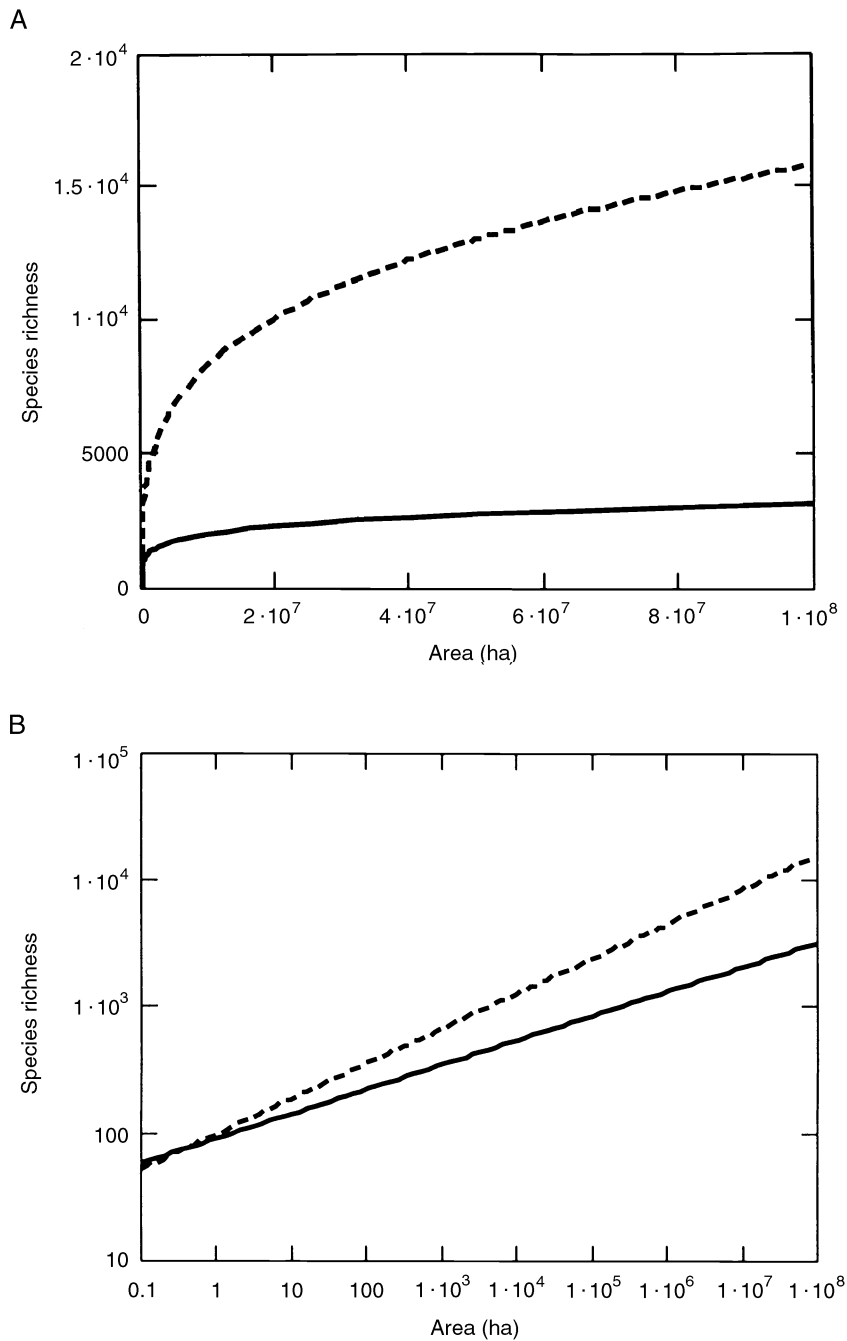 A
2·10⁴
1.5·10⁴
1·10⁴
5000
0
Species richness
0 2·10⁷ 4·10⁷ 6·10⁷ 8·10⁷ 1·10⁸
Area (ha)
B
1·10⁵
1·10⁴
1·10³
100
10
Species richness
0.1 1 10 100 1·10³ 1·10⁴ 1·10⁵ 1·10⁶ 1·10⁷ 1·10⁸
Area (ha)